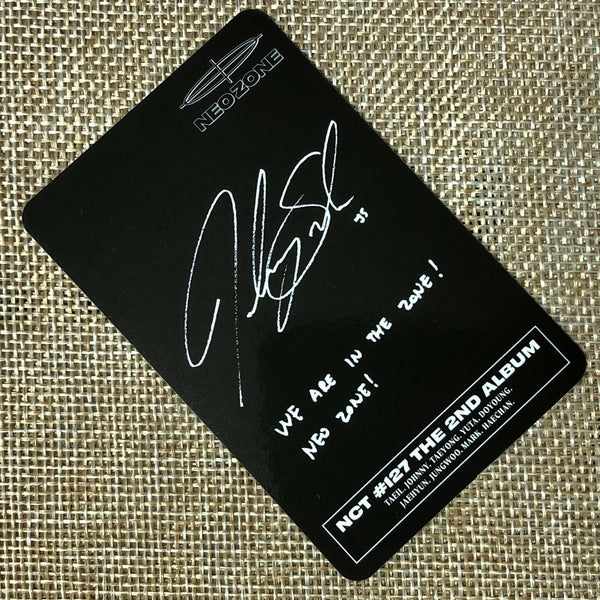 NEO ZONE
JS
WE ARE IN THE ZONE!
NEO ZONE!
NCT #127 THE 2ND ALBUM
TAEIL, JOHNNY, TAEYONG, YUTA, DOYOUNG,
JAEHYUN, JUNGWOO, MARK, HAECHAN.